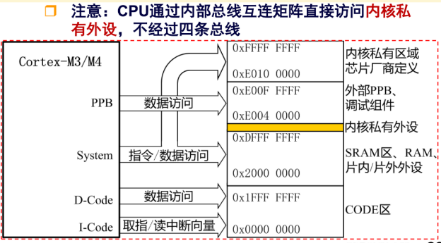 注意：CPU通过内部总线互连矩阵直接访问内核私
有外设，不经过四条总线
Cortex-M3/M4
0xFFFF FFFF
0xE010 0000
内核私有区域
芯片厂商定义
PPB
数据访问
0xE00F FFFF
0xE004 0000
外部PPB、
调试组件
内核私有外设
System
指令/数据访问
0xDFFF FFFF
0x2000 0000
SRAM区、RAM、
片内/片外外设
D-Code
数据访问
0x1FFF FFFF
CODE区
I-Code
取指/读中断向量
0x0000 0000